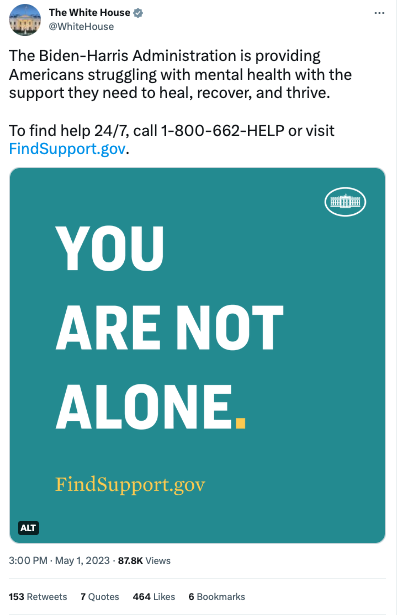 The White House
@WhiteHouse
The Biden-Harris Administration is providing
Americans struggling with mental health with the
support they need to heal, recover, and thrive.
To find help 24/7, call 1-800-662-HELP or visit
FindSupport.gov.
YOU
ARE NOT
ALONE.
FindSupport.gov
ALT
3:00 PM · May 1, 2023 · 87.8K Views
153 Retweets 7 Quotes 464 Likes 6 Bookmarks